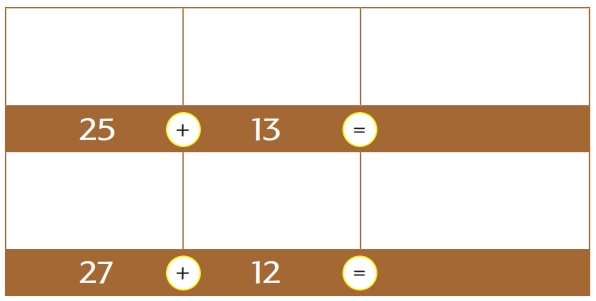 25 + 13 =
27 + 12 =